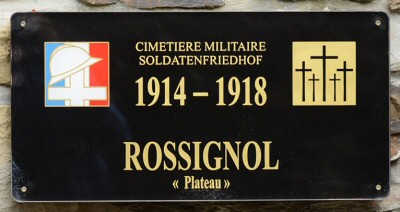 CIMETIERE MILITAIRE
SOLDATENFRIEDHOF
1914 – 1918
ROSSIGNOL
« Plateau »